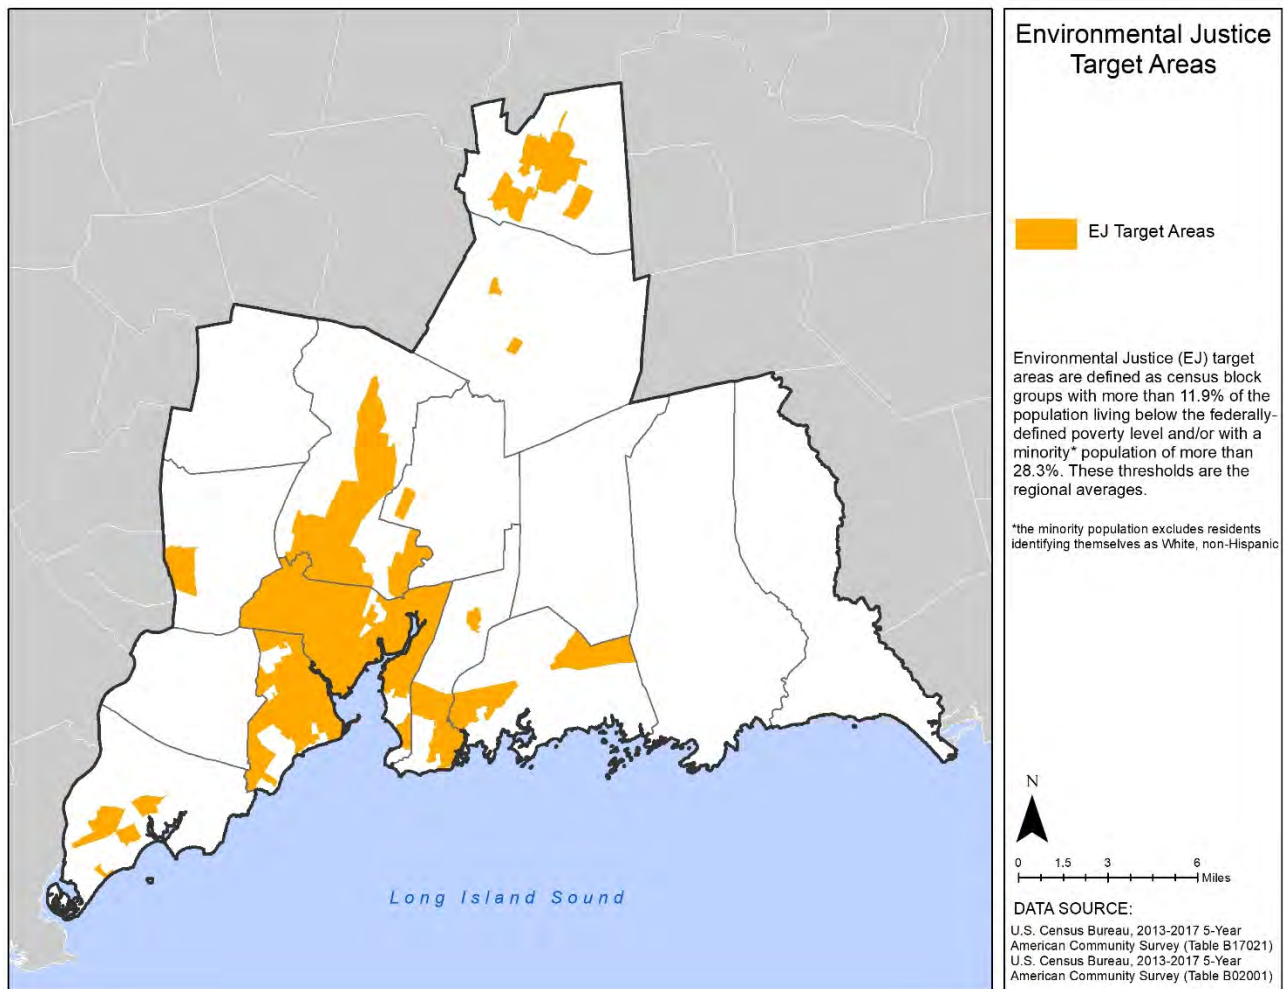 Environmental Justice
Target Areas
EJ Target Areas
Environmental Justice (EJ) target
areas are defined as census block
groups with more than 11.9% of the
population living below the federally-
defined poverty level and/or with a
minority* population of more than
28.3%. These thresholds are the
regional averages.
*the minority population excludes residents
identifying themselves as White, non-Hispanic
Long Island Sound
N
0 1.5 3 6
Miles
DATA SOURCE:
U.S. Census Bureau, 2013-2017 5-Year
American Community Survey (Table B17021)
U.S. Census Bureau, 2013-2017 5-Year
American Community Survey (Table B02001)